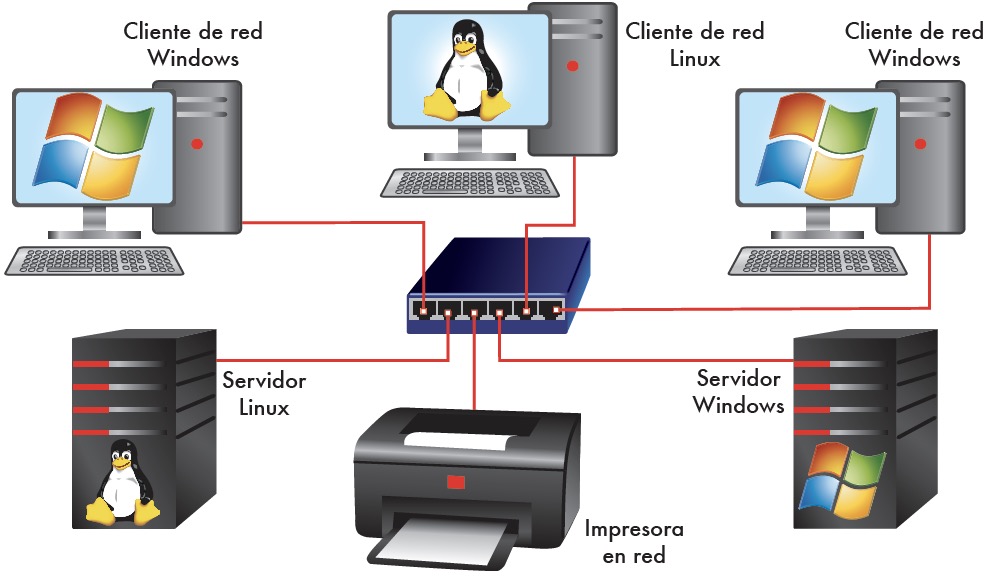 Cliente de red
Windows
Cliente de red
Linux
Cliente de red
Windows
Servidor
Linux
Servidor
Windows
Impresora
en red